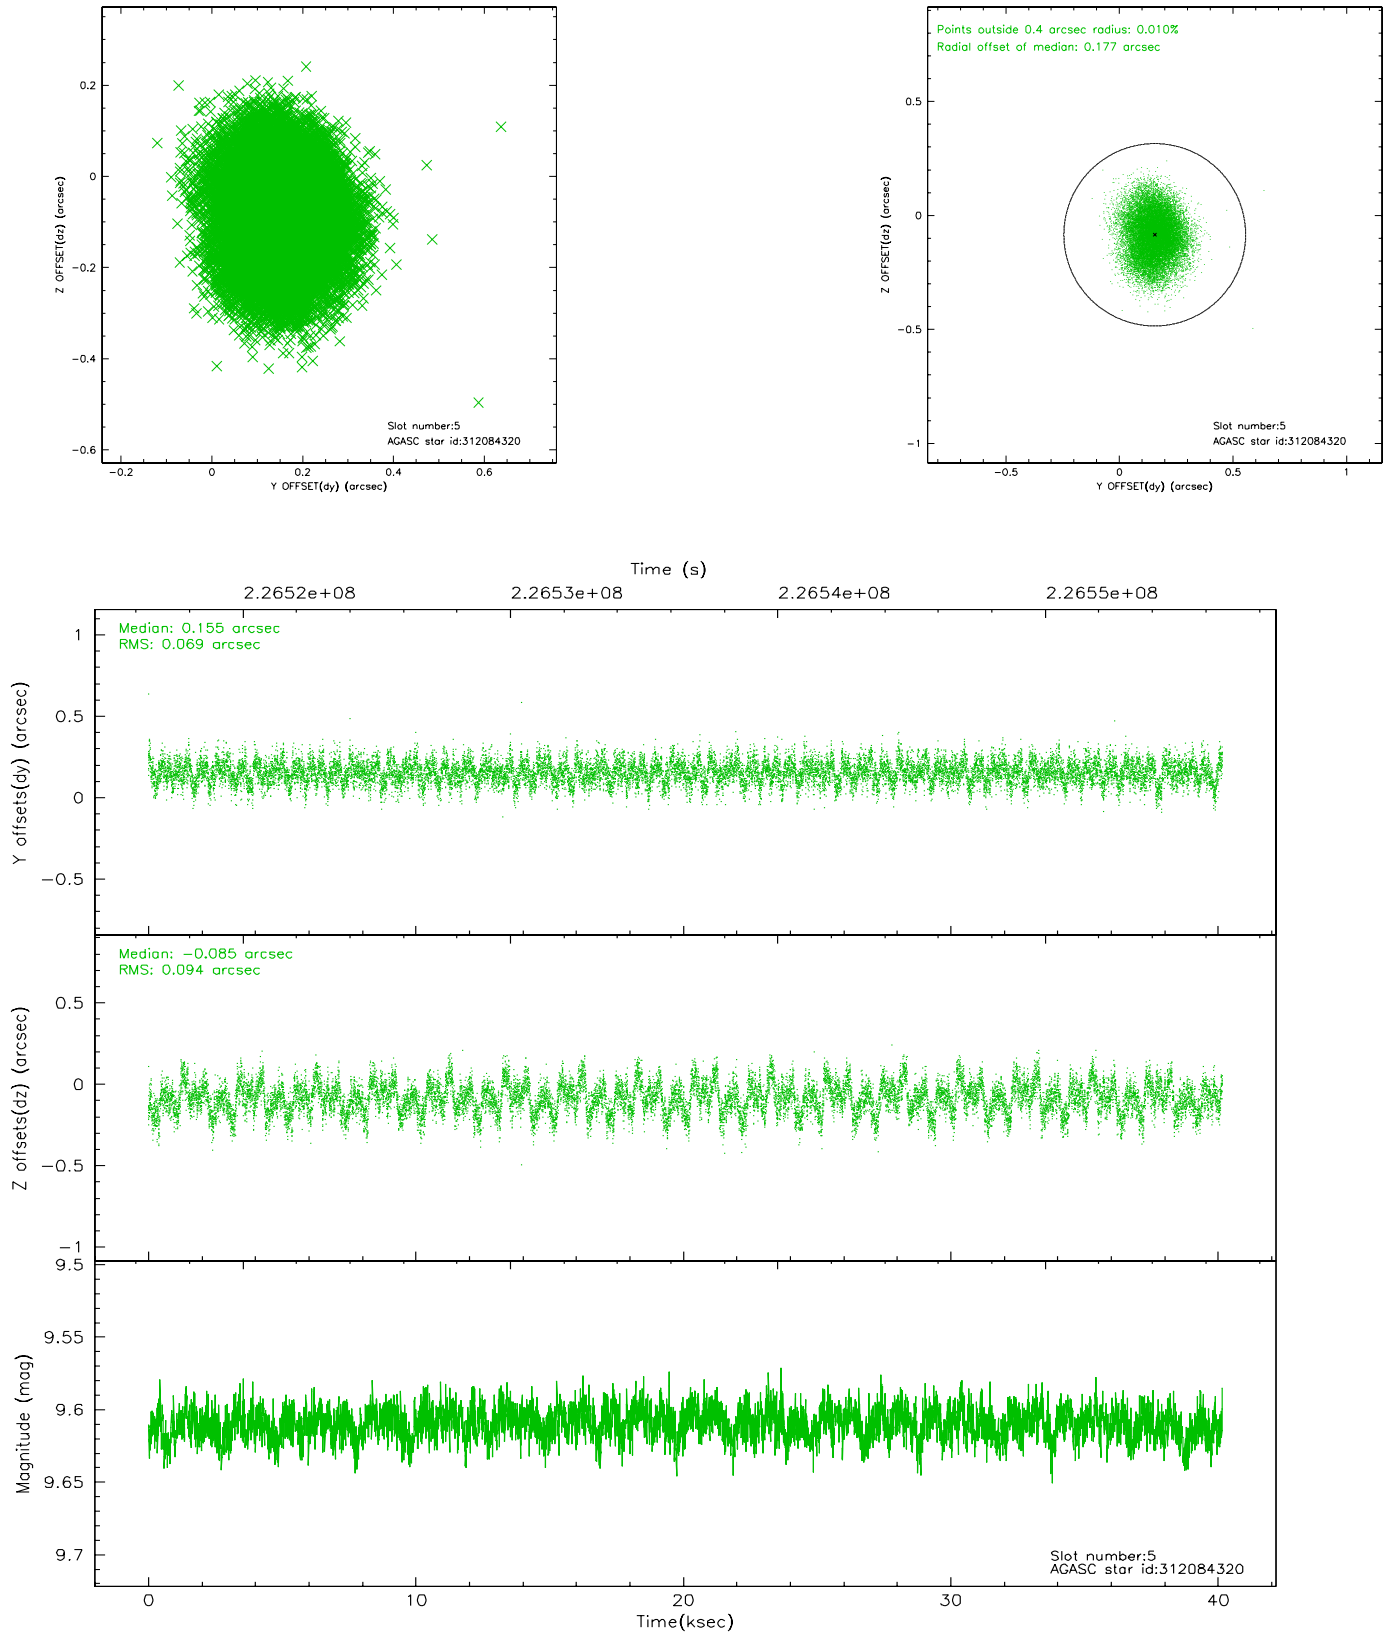 0.2
0
-0.2
-0.4
-0.6
Z OFFSET(dz) (arcsec)
Slot number:5
AGASC star id:312084320
-0.2
0
0.2
0.4
0.6
Y OFFSET(dy) (arcsec)
Points outside 0.4 arcsec radius: 0.010%
Radial offset of median: 0.177 arcsec
0.5
0
-0.5
-1
Z OFFSET(dz) (arcsec)
Slot number:5
AGASC star id:312084320
-0.5
0
0.5
1
Y OFFSET(dy) (arcsec)
Time (s)
2.2652e+08
2.2653e+08
2.2654e+08
2.2655e+08
Median: 0.155 arcsec
RMS: 0.069 arcsec
1
0.5
0
-0.5
Y offsets(dy) (arcsec)
Median: -0.085 arcsec
RMS: 0.094 arcsec
0.5
0
-0.5
-1
Z offsets(dz) (arcsec)
9.5
9.55
9.6
9.65
9.7
Magnitude (mag)
Slot number:5
AGASC star id:312084320
0
10
20
30
40
Time(ksec)